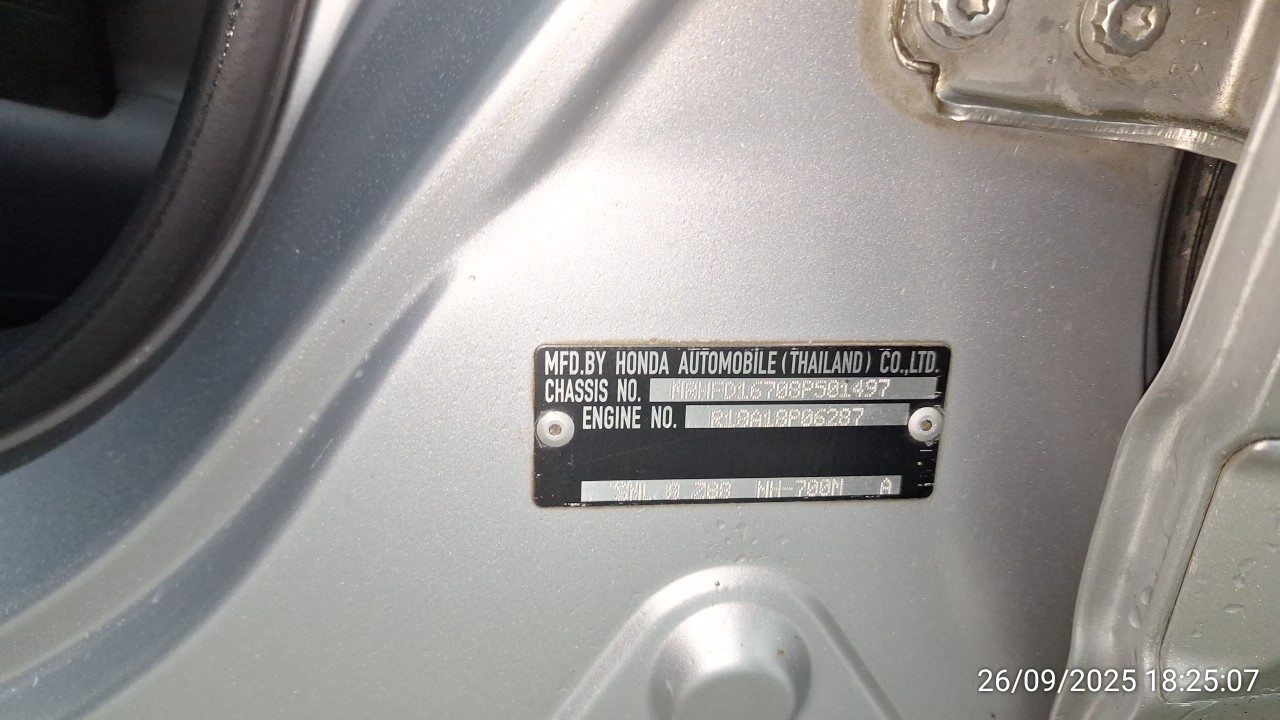 MFD.BY HONDA AUTOMOBILE (THAILAND) CO.,LTD.
CHASSIS NO. MRHFD16708P501497
ENGINE NO. R18A18P06287
NH-700M A
26/09/2025 18:25:07